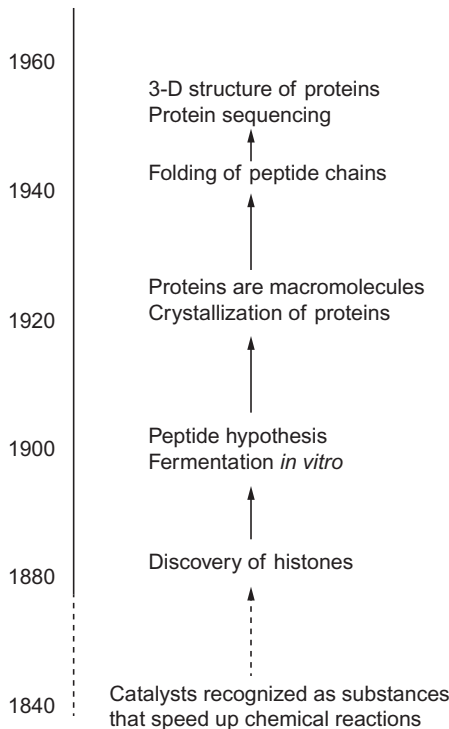 1960
3-D structure of proteins
Protein sequencing
Folding of peptide chains
1940
Proteins are macromolecules
Crystallization of proteins
1920
Peptide hypothesis
1900
Fermentation in vitro
Discovery of histones
1880
Catalysts recognized as substances
1840
that speed up chemical reactions